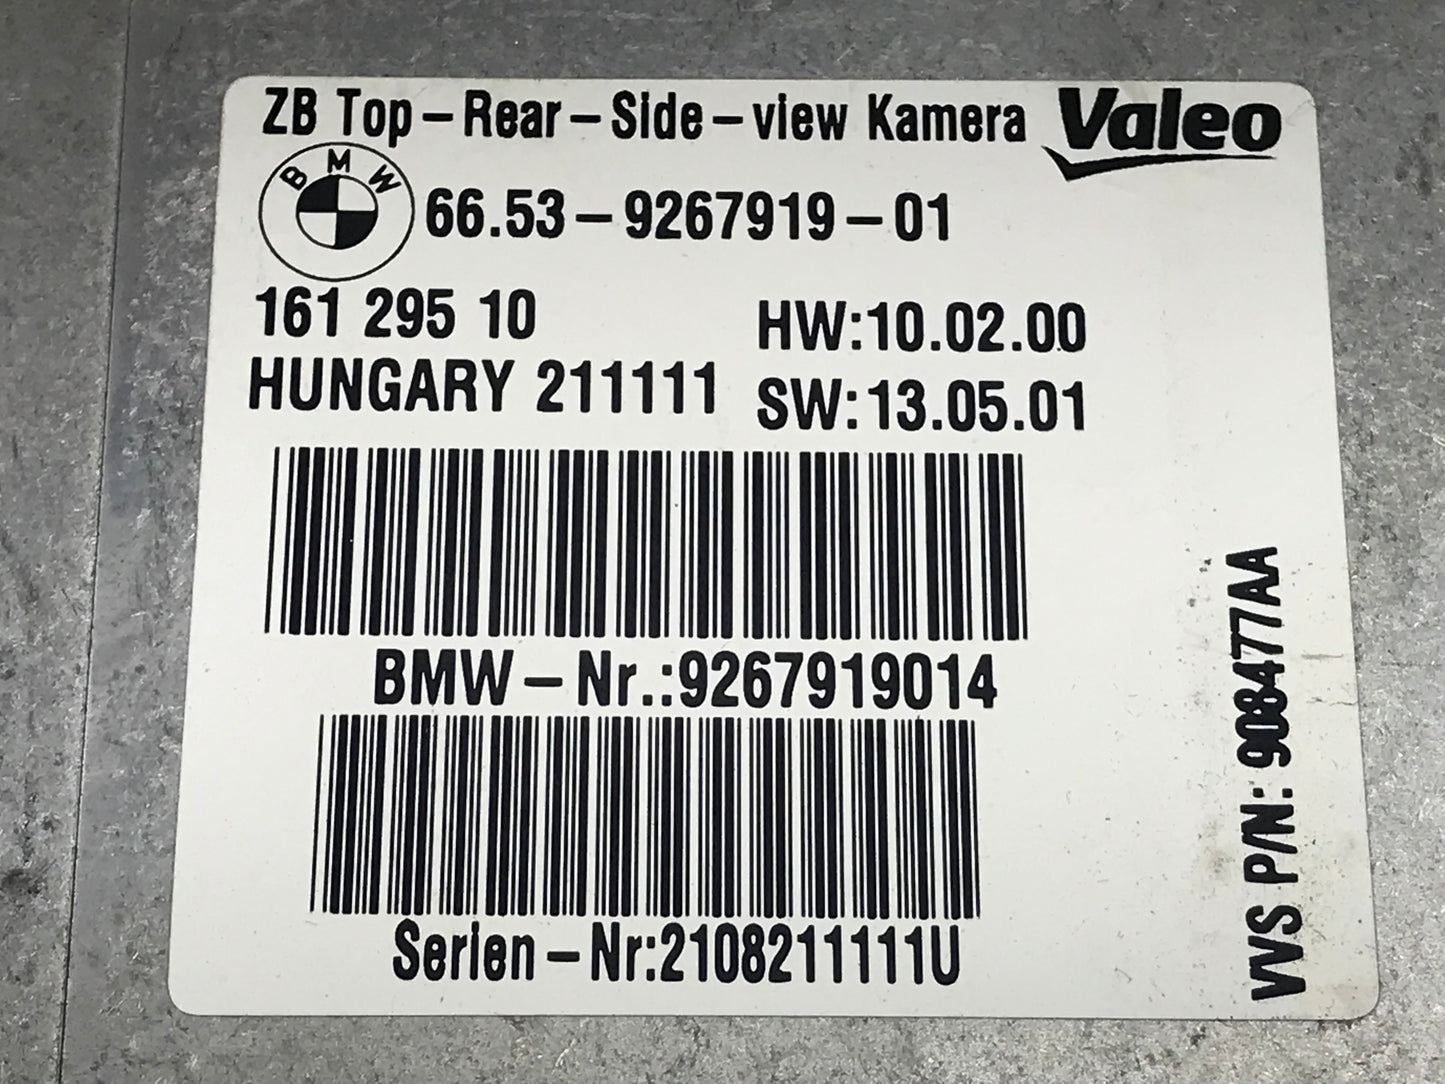 ZB Top-Rear-Side-view Kamera
Valeo
BMW
66.53-9267919-01
161 295 10
HW:10.02.00
HUNGARY 211111
SW:13.05.01
BMW-Nr.:9267919014
Serien-Nr:2108211111U
VVS P/N: 908477AA